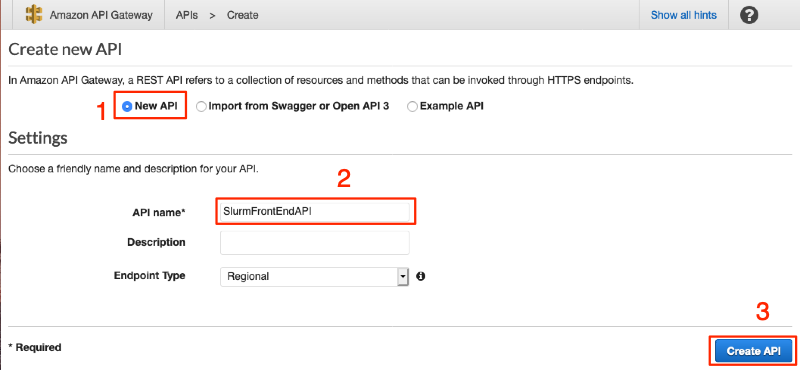 Amazon API Gateway APIs > Create Show all hints ?
Create new API
In Amazon API Gateway, a REST API refers to a collection of resources and methods that can be invoked through HTTPS endpoints.
1 New API Import from Swagger or Open API 3 Example API
Settings
Choose a friendly name and description for your API.
2
API name* SlurmFrontEndAPI
Description
Endpoint Type Regional i
3
* Required Create API